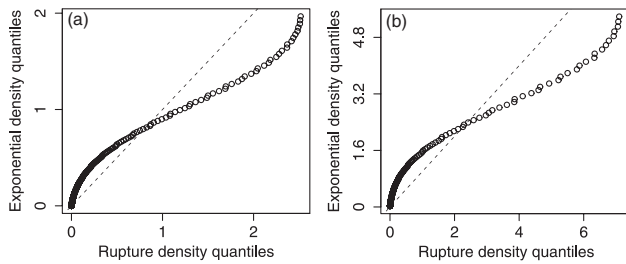 (a)
Exponential density quantiles
2
1
0
0 1 2
Rupture density quantiles
(b)
Exponential density quantiles
4.8
3.2
1.6
0
0 2 4 6
Rupture density quantiles